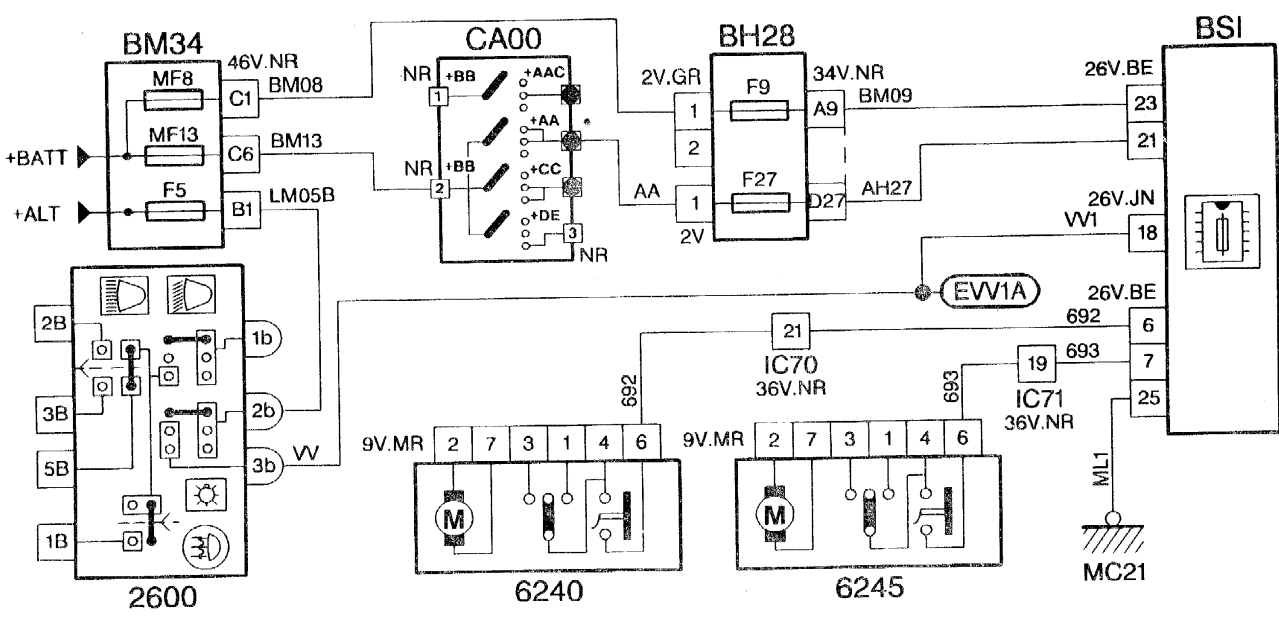 BM34
46V.NR
MF8
C1
BM08
MF13
C6
BM13
+BATT
F5
B1
LM05B
+ALT
CA00
NR
+BB
1
+AAC
+AA
NR
+BB
2
+CC
+DE
3
NR
BH28
2V.GR
34V.NR
1
F9
A9
BM09
2
AA
1
F27
D27
AH27
2V
BSI
26V.BE
23
21
26V.JN
VV1
18
EVV1A
26V.BE
692
6
693
7
25
21
IC70
36V.NR
19
IC71
36V.NR
692
693
ML1
MC21
2B
1b
3B
2b
5B
3b
VV
1B
2600
9V.MR
2 7 3 1 4 6
M
6240
9V.MR
2 7 3 1 4 6
M
6245